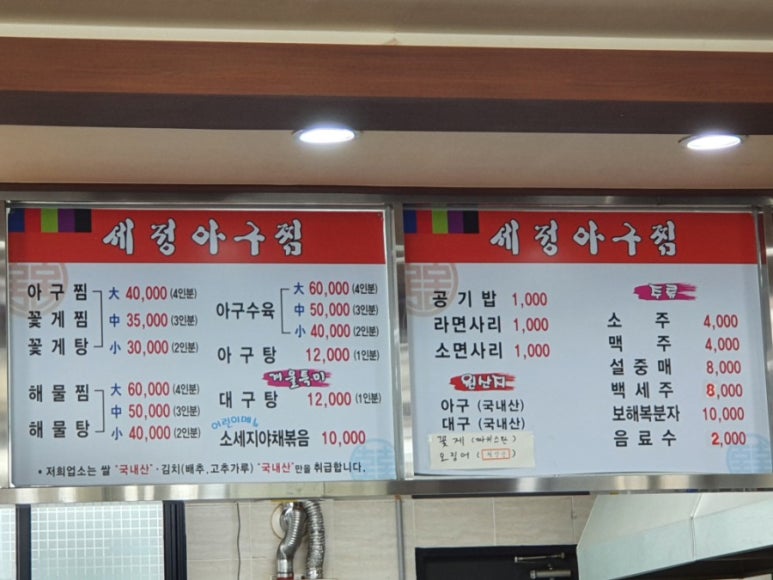 세정아구찜
아구찜 大 40,000 (4인분)
꽃게찜 中 35,000 (3인분)
꽃게탕 小 30,000 (2인분)
해물찜 大 60,000 (4인분)
中 50,000 (3인분)
해물탕 小 40,000 (2인분)
아구수육 大 60,000 (4인분)
中 50,000 (3인분)
小 40,000 (2인분)
아구탕 12,000 (1인분)
겨울특미
대구탕 12,000 (1인분)
어린이메뉴
소세지야채볶음 10,000
• 저희업소는 쌀 "국내산" · 김치(배추,고추가루) "국내산"만을 취급합니다.
세정아구찜
공기밥 1,000
라면사리 1,000
소면사리 1,000
원산지
아구 (국내산)
대구 (국내산)
꽃게 (파키스탄)
오징어 (
주류
소주 4,000
맥주 4,000
설중매 8,000
백세주 8,000
보해복분자 10,000
음료수 2,000